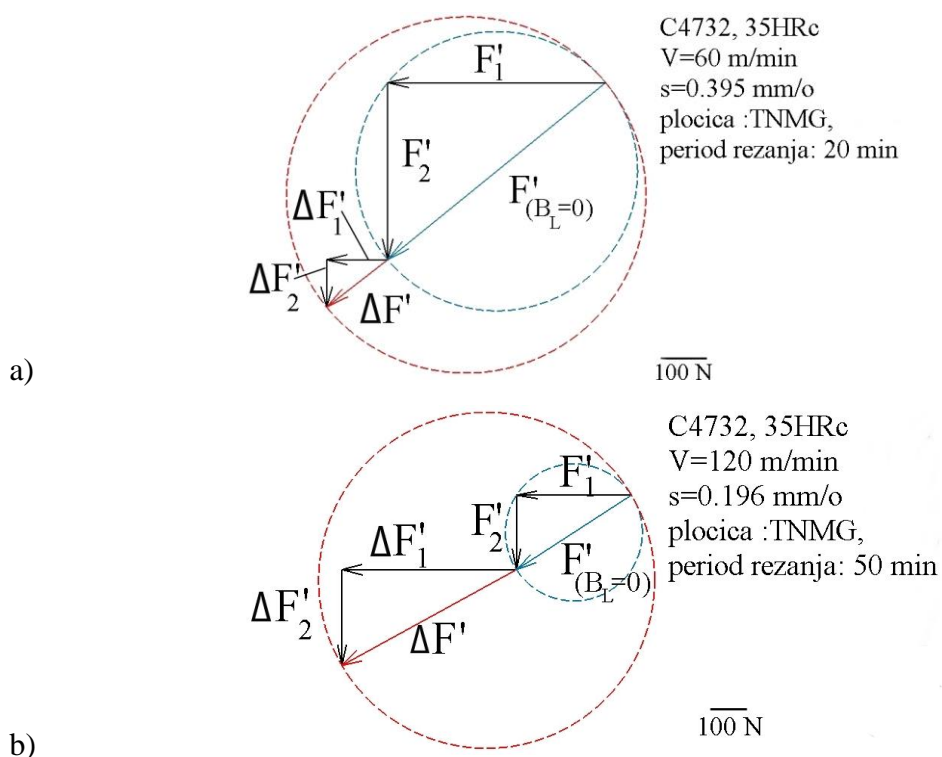 C4732, 35HRc
V=60 m/min
s=0.395 mm/o
plocica :TNMG,
period rezanja: 20 min
F'1
F'2
F'(BL=0)
ΔF'1
ΔF'2
ΔF'
a)
100 N
C4732, 35HRc
V=120 m/min
s=0.196 mm/o
plocica :TNMG,
period rezanja: 50 min
F'1
F'2
F'(BL=0)
ΔF'1
ΔF'2
ΔF'
100 N
b)